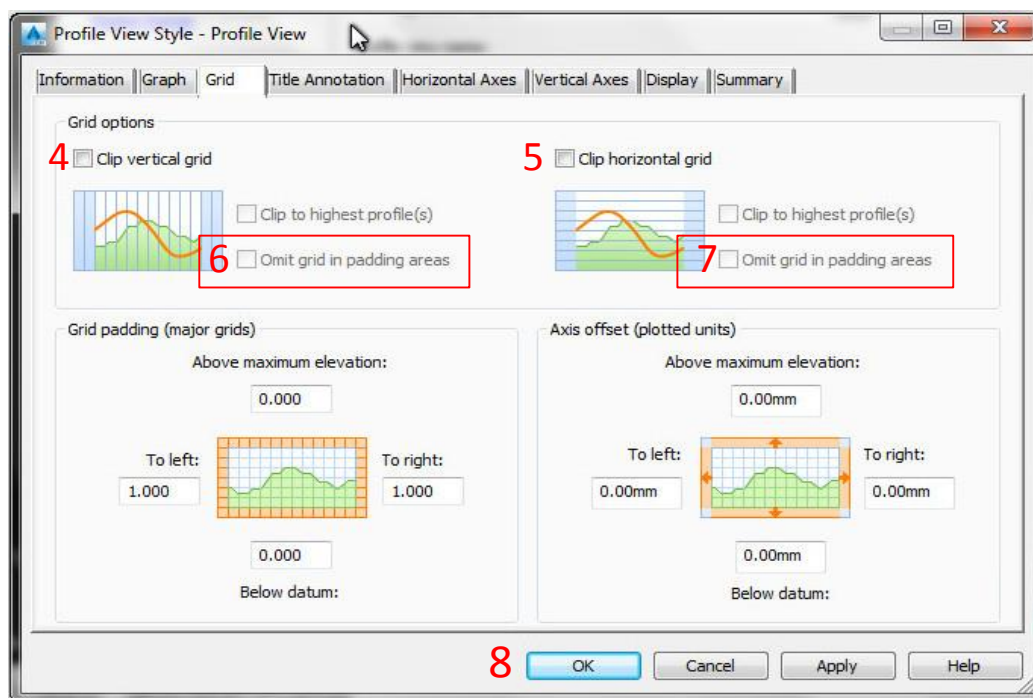 Profile View Style - Profile View
Information Graph Grid Title Annotation Horizontal Axes Vertical Axes Display Summary
Grid options
4 Clip vertical grid
5 Clip horizontal grid
Clip to highest profile(s)
Clip to highest profile(s)
6 Omit grid in padding areas
7 Omit grid in padding areas
Grid padding (major grids)
Above maximum elevation:
0.000
To left:
To right:
1.000
1.000
0.000
Below datum:
Axis offset (plotted units)
Above maximum elevation:
0.00mm
To left:
To right:
0.00mm
0.00mm
0.00mm
Below datum:
8 OK Cancel Apply Help